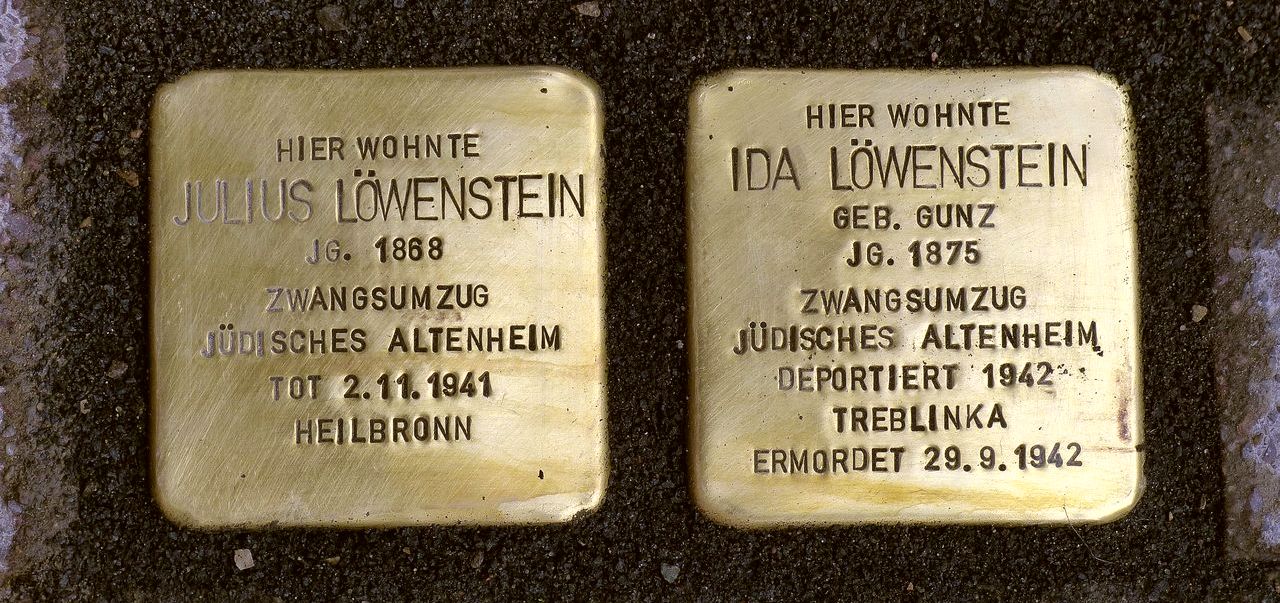 HIER WOHNTE
JULIUS LÖWENSTEIN
JG. 1868
ZWANGSUMZUG
JÜDISCHES ALTENHEIM
TOT 2.11.1941
HEILBRONN
HIER WOHNTE
IDA LÖWENSTEIN
GEB. GUNZ
JG. 1875
ZWANGSUMZUG
JÜDISCHES ALTENHEIM
DEPORTIERT 1942
TREBLINKA
ERMORDET 29.9.1942